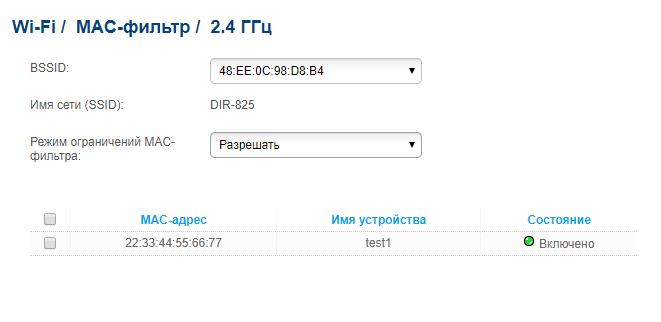 Wi-Fi / MAC-фильтр / 2.4 ГГц
BSSID: 48:EE:0C:98:D8:B4
Имя сети (SSID): DIR-825
Режим ограничений MAC-
фильтра: Разрешать
MAC-адрес Имя устройства Состояние
22:33:44:55:66:77 test1 Включено